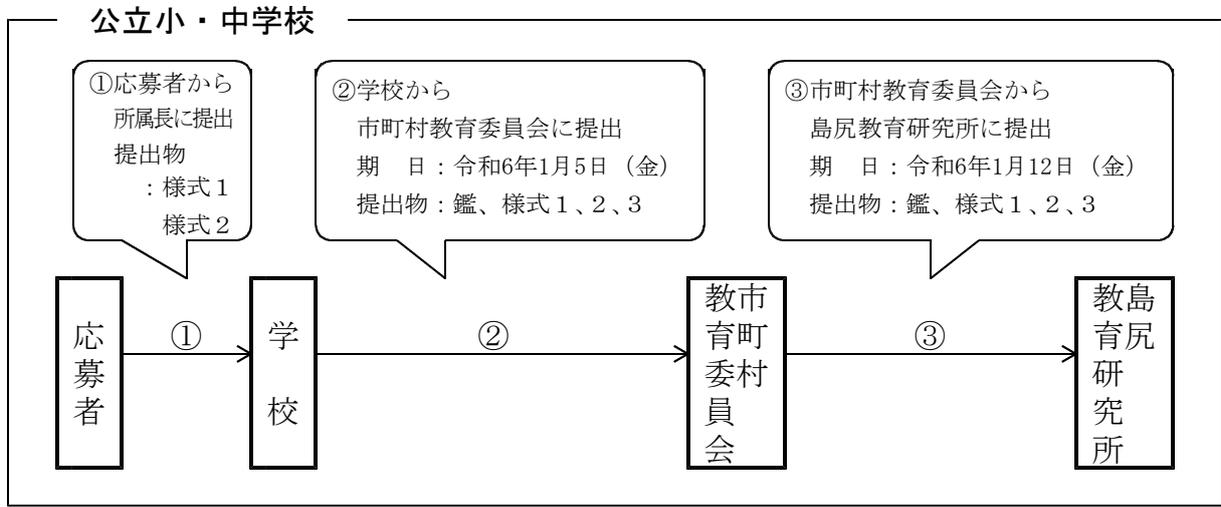 公立小・中学校
①応募者から
所属長に提出
提出物
：様式１
様式２
②学校から
市町村教育委員会に提出
期　日：令和6年1月5日（金）
提出物：鑑、様式１、２、３
③市町村教育委員会から
島尻教育研究所に提出
期　日：令和6年1月12日（金）
提出物：鑑、様式１、２、３
応募者
①
学校
②
市町村
教育委員会
③
島尻
教育研究所